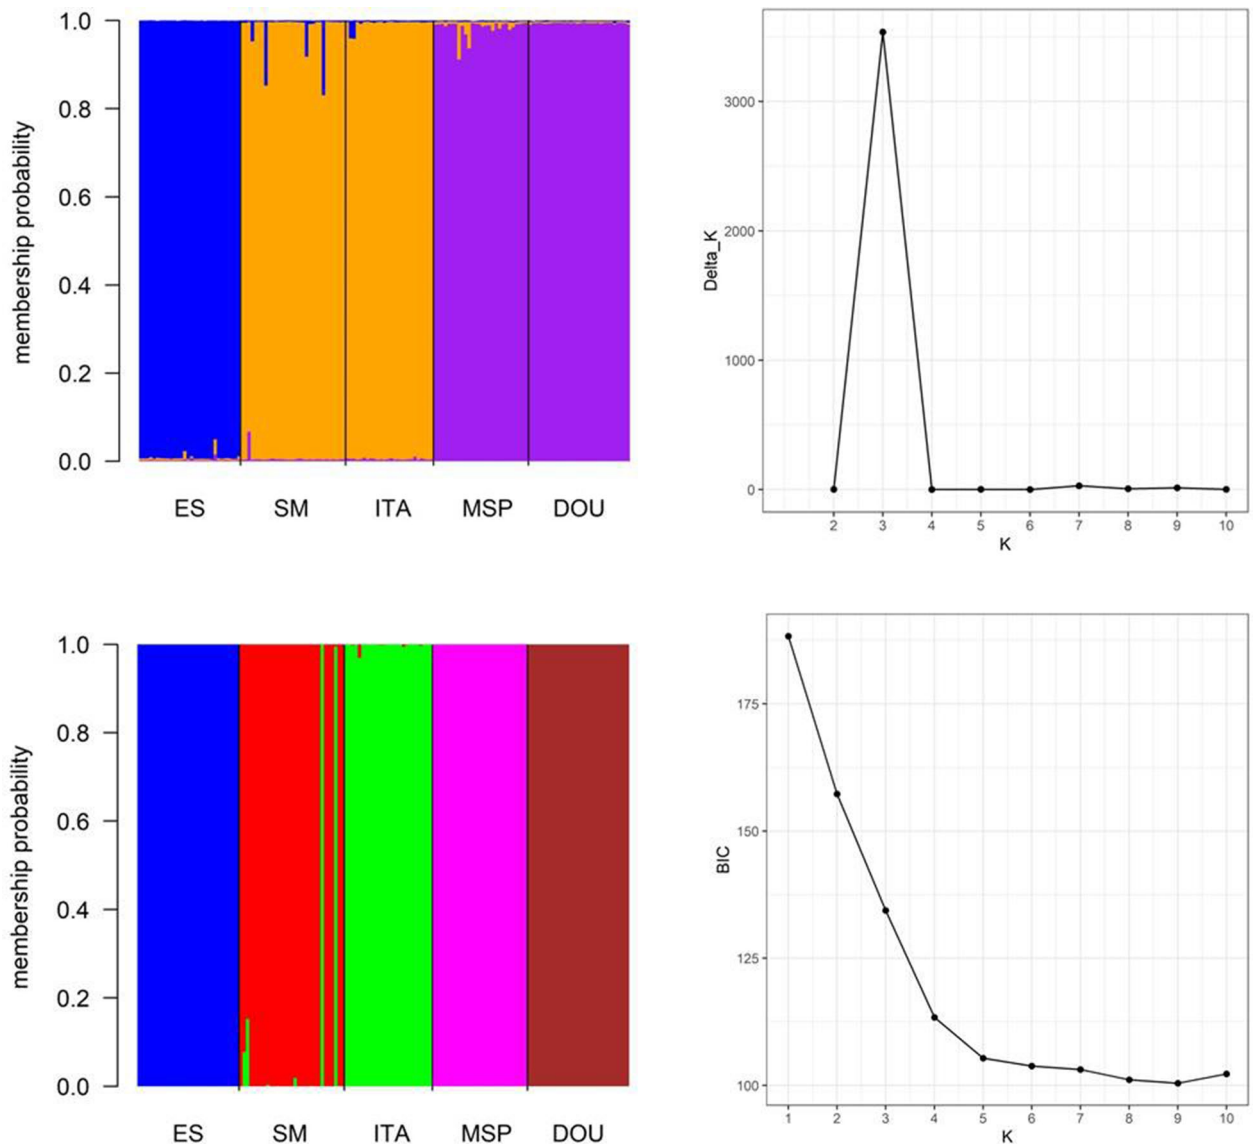 membership probability
1.0
0.8
0.6
0.4
0.2
0.0
ES SM ITA MSP DOU
Delta_K
3000
2000
1000
0
2 3 4 5 6 7 8 9 10
K
membership probability
1.0
0.8
0.6
0.4
0.2
0.0
ES SM ITA MSP DOU
BIC
175
150
125
100
1 2 3 4 5 6 7 8 9 10
K